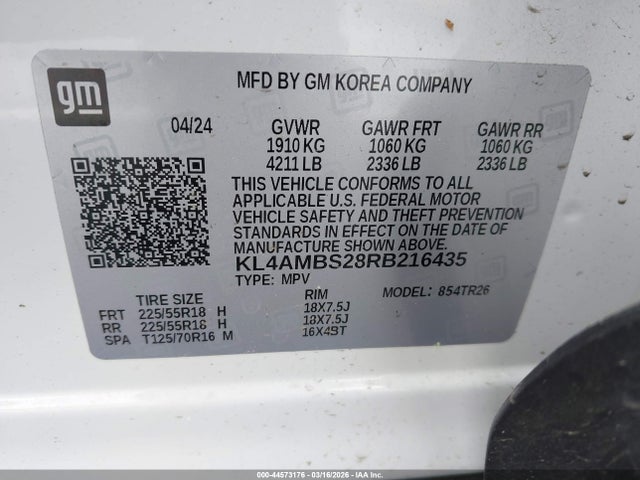 gm
MFD BY GM KOREA COMPANY
04/24 GVWR GAWR FRT GAWR RR
1910 KG 1060 KG 1060 KG
4211 LB 2336 LB 2336 LB
THIS VEHICLE CONFORMS TO ALL
APPLICABLE U.S. FEDERAL MOTOR
VEHICLE SAFETY AND THEFT PREVENTION
STANDARDS IN EFFECT ON THE DATE OF
MANUFACTURE SHOWN ABOVE.
KL4AMBS28RB216435
TYPE: MPV MODEL: 854TR26
TIRE SIZE RIM
FRT 225/55R18 H 18X7.5J
RR 225/55R18 H 18X7.5J
SPA T125/70R16 M 16X4BT
000-44573176 - 03/16/2026 - IAA Inc.